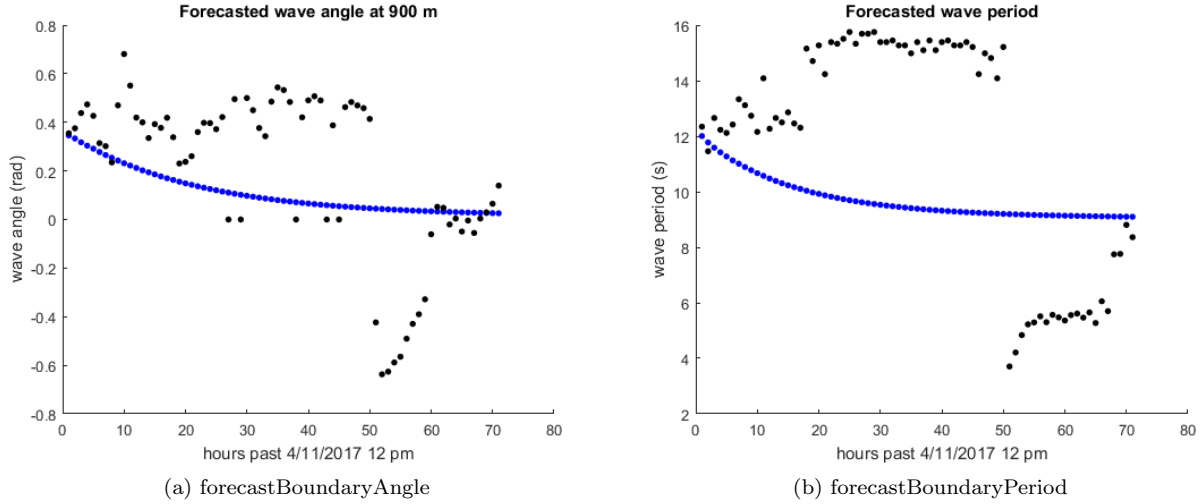 Forecasted wave angle at 900 m
0.8
0.6
0.4
0.2
0
-0.2
-0.4
-0.6
-0.8
wave angle (rad)
0 10 20 30 40 50 60 70 80
hours past 4/11/2017 12 pm
(a) forecastBoundaryAngle
Forecasted wave period
16
14
12
10
8
6
4
2
wave period (s)
0 10 20 30 40 50 60 70 80
hours past 4/11/2017 12 pm
(b) forecastBoundaryPeriod